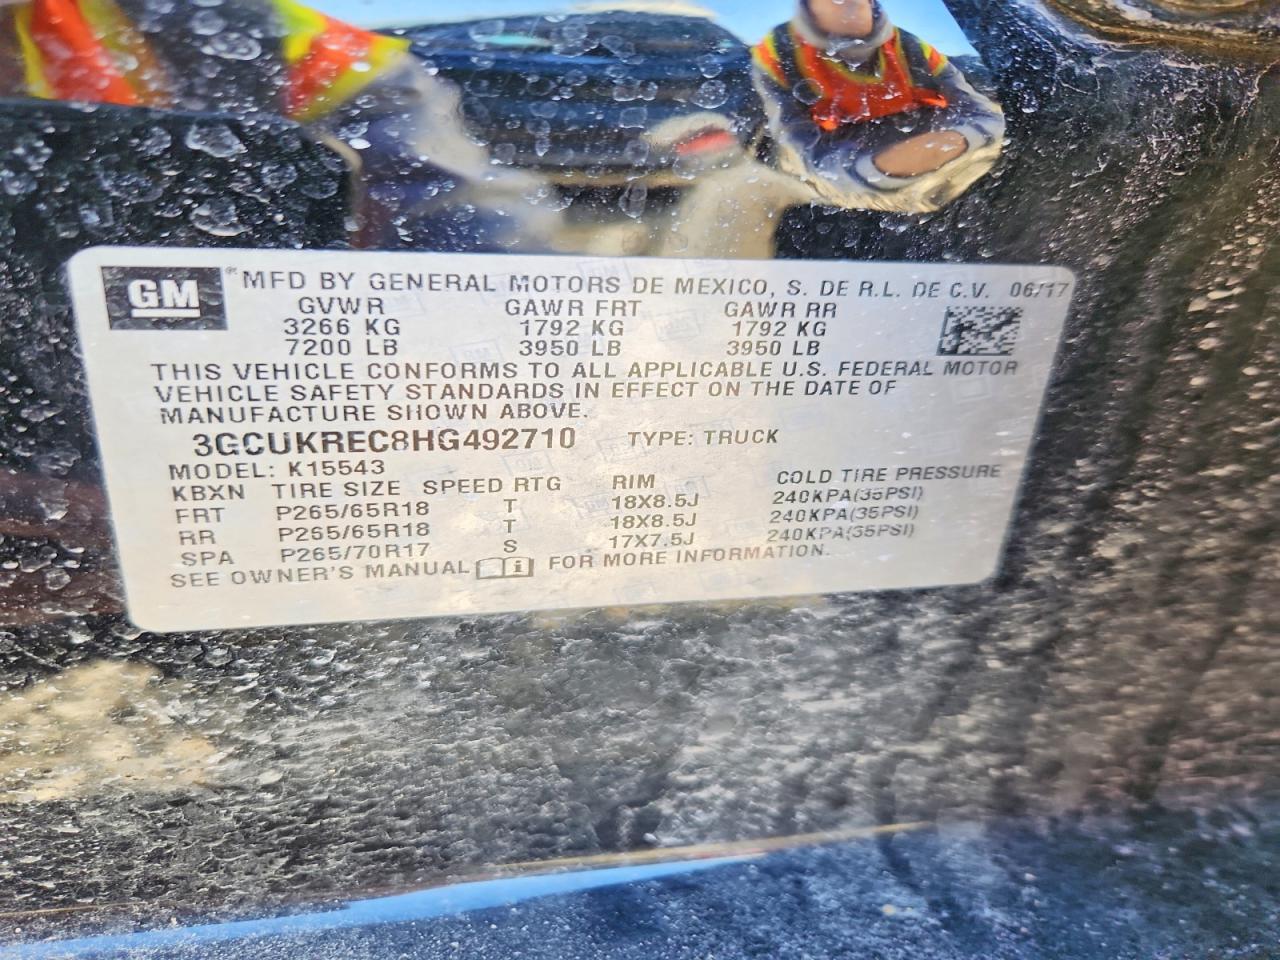 GM ® MFD BY GENERAL MOTORS DE MEXICO, S. DE R.L. DE C.V. 06/17
GVWR GAWR FRT GAWR RR
3266 KG 1792 KG 1792 KG
7200 LB 3950 LB 3950 LB
THIS VEHICLE CONFORMS TO ALL APPLICABLE U.S. FEDERAL MOTOR
VEHICLE SAFETY STANDARDS IN EFFECT ON THE DATE OF
MANUFACTURE SHOWN ABOVE.
3GCUKREC8HG492710 TYPE: TRUCK
MODEL: K15543
KBXN TIRE SIZE SPEED RTG RIM COLD TIRE PRESSURE
FRT P265/65R18 T 18X8.5J 240KPA(35PSI)
RR P265/65R18 T 18X8.5J 240KPA(35PSI)
SPA P265/70R17 S 17X7.5J 240KPA(35PSI)
SEE OWNER'S MANUAL i FOR MORE INFORMATION.